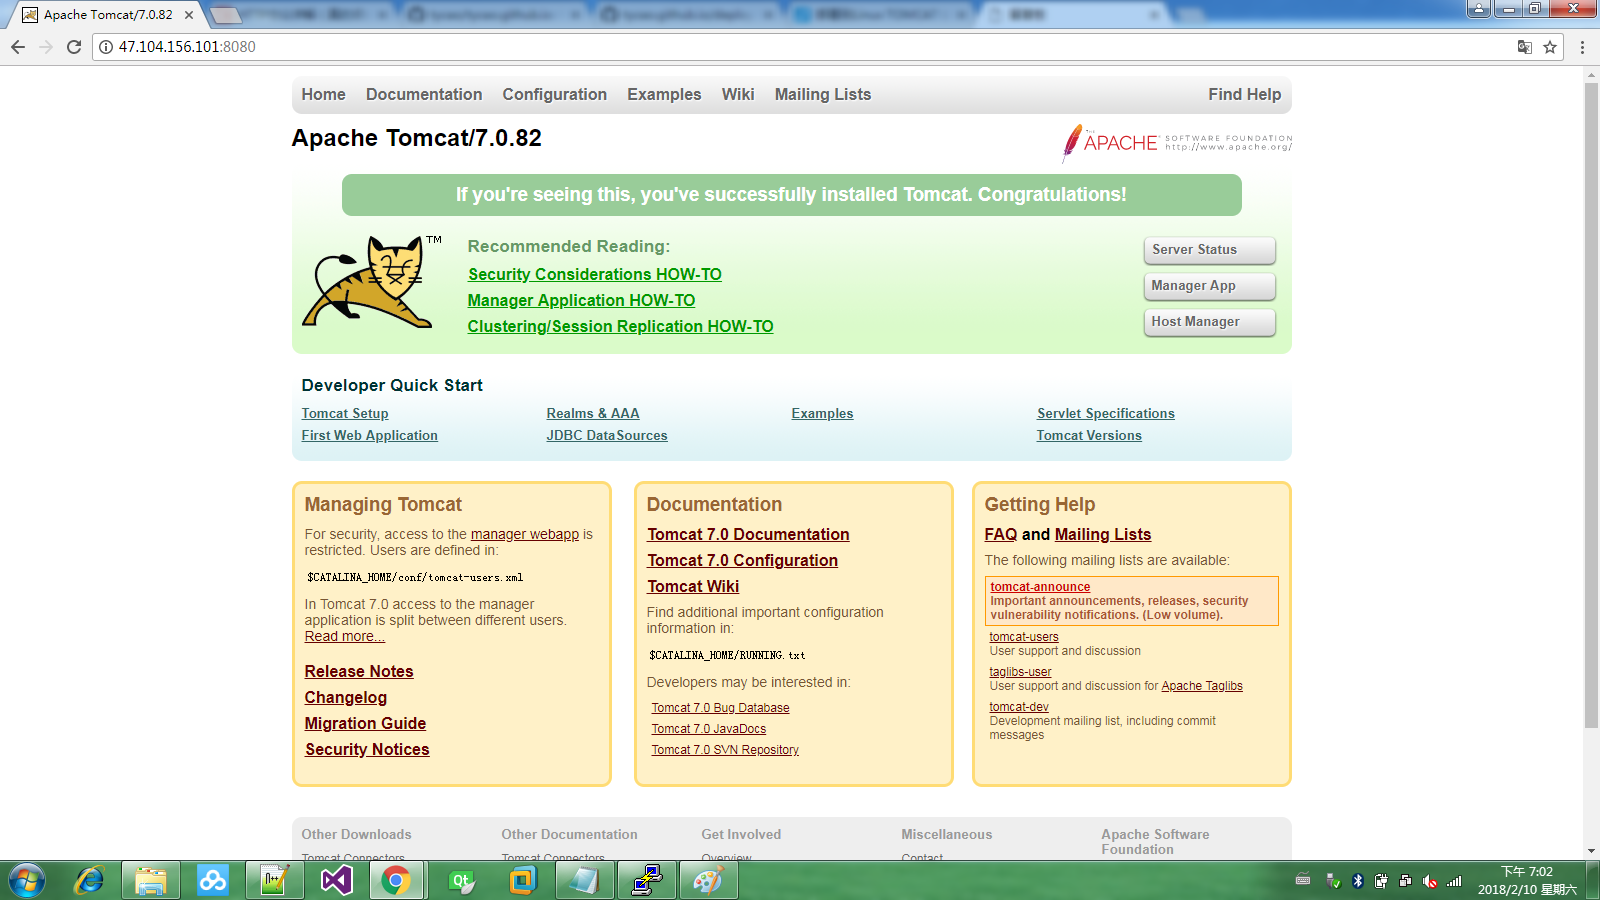 Apache Tomcat/7.0.82
47.104.156.101:8080
Home Documentation Configuration Examples Wiki Mailing Lists Find Help
Apache Tomcat/7.0.82
THE APACHE SOFTWARE FOUNDATION
http://www.apache.org/
If you're seeing this, you've successfully installed Tomcat. Congratulations!
TM
Recommended Reading:
Security Considerations HOW-TO
Manager Application HOW-TO
Clustering/Session Replication HOW-TO
Server Status
Manager App
Host Manager
Developer Quick Start
Tomcat Setup
First Web Application
Realms & AAA
JDBC DataSources
Examples
Servlet Specifications
Tomcat Versions
Managing Tomcat
For security, access to the manager webapp is
restricted. Users are defined in:
$CATALINA_HOME/conf/tomcat-users.xml
In Tomcat 7.0 access to the manager
application is split between different users.
Read more...
Release Notes
Changelog
Migration Guide
Security Notices
Documentation
Tomcat 7.0 Documentation
Tomcat 7.0 Configuration
Tomcat Wiki
Find additional important configuration
information in:
$CATALINA_HOME/RUNNING.txt
Developers may be interested in:
Tomcat 7.0 Bug Database
Tomcat 7.0 JavaDocs
Tomcat 7.0 SVN Repository
Getting Help
FAQ and Mailing Lists
The following mailing lists are available:
tomcat-announce
Important announcements, releases, security
vulnerability notifications. (Low volume).
tomcat-users
User support and discussion
taglibs-user
User support and discussion for Apache Taglibs
tomcat-dev
Development mailing list, including commit
messages
Other Downloads
Tomcat Connectors
Other Documentation
Tomcat Connectors
Get Involved
Overview
Miscellaneous
Contact
Apache Software
Foundation
Qt
下午 7:02
2018/2/10 星期六